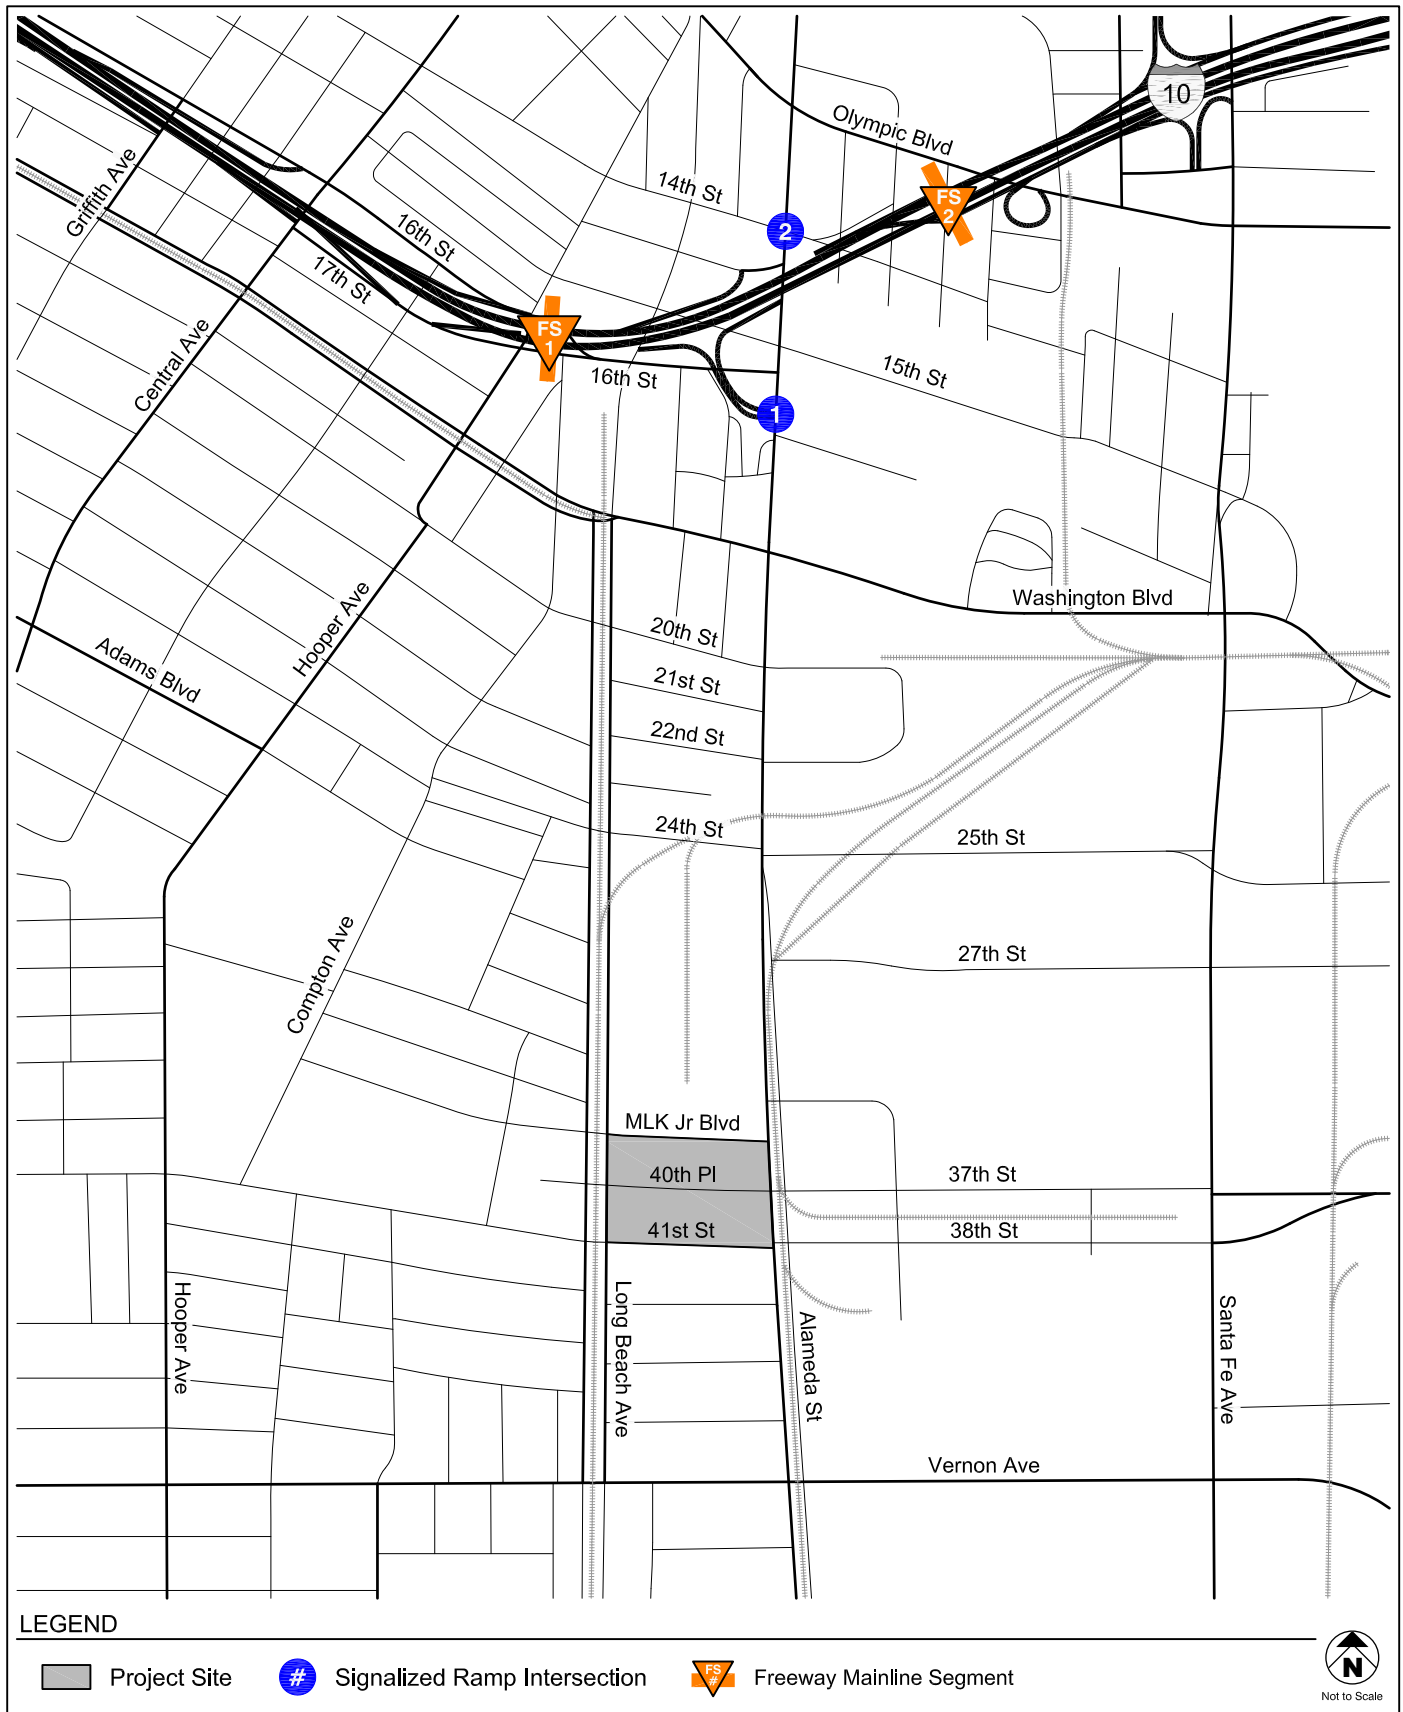 10
Olympic Blvd
Griffith Ave
14th St
FS
2
2
16th St
17th St
Central Ave
FS
1
16th St
15th St
1
Washington Blvd
Hooper Ave
20th St
Adams Blvd
21st St
22nd St
24th St
25th St
Compton Ave
27th St
MLK Jr Blvd
40th Pl
37th St
41st St
38th St
Hooper Ave
Long Beach Ave
Alameda St
Santa Fe Ave
Vernon Ave
LEGEND
Project Site
# Signalized Ramp Intersection
FS
#
Freeway Mainline Segment
N
Not to Scale